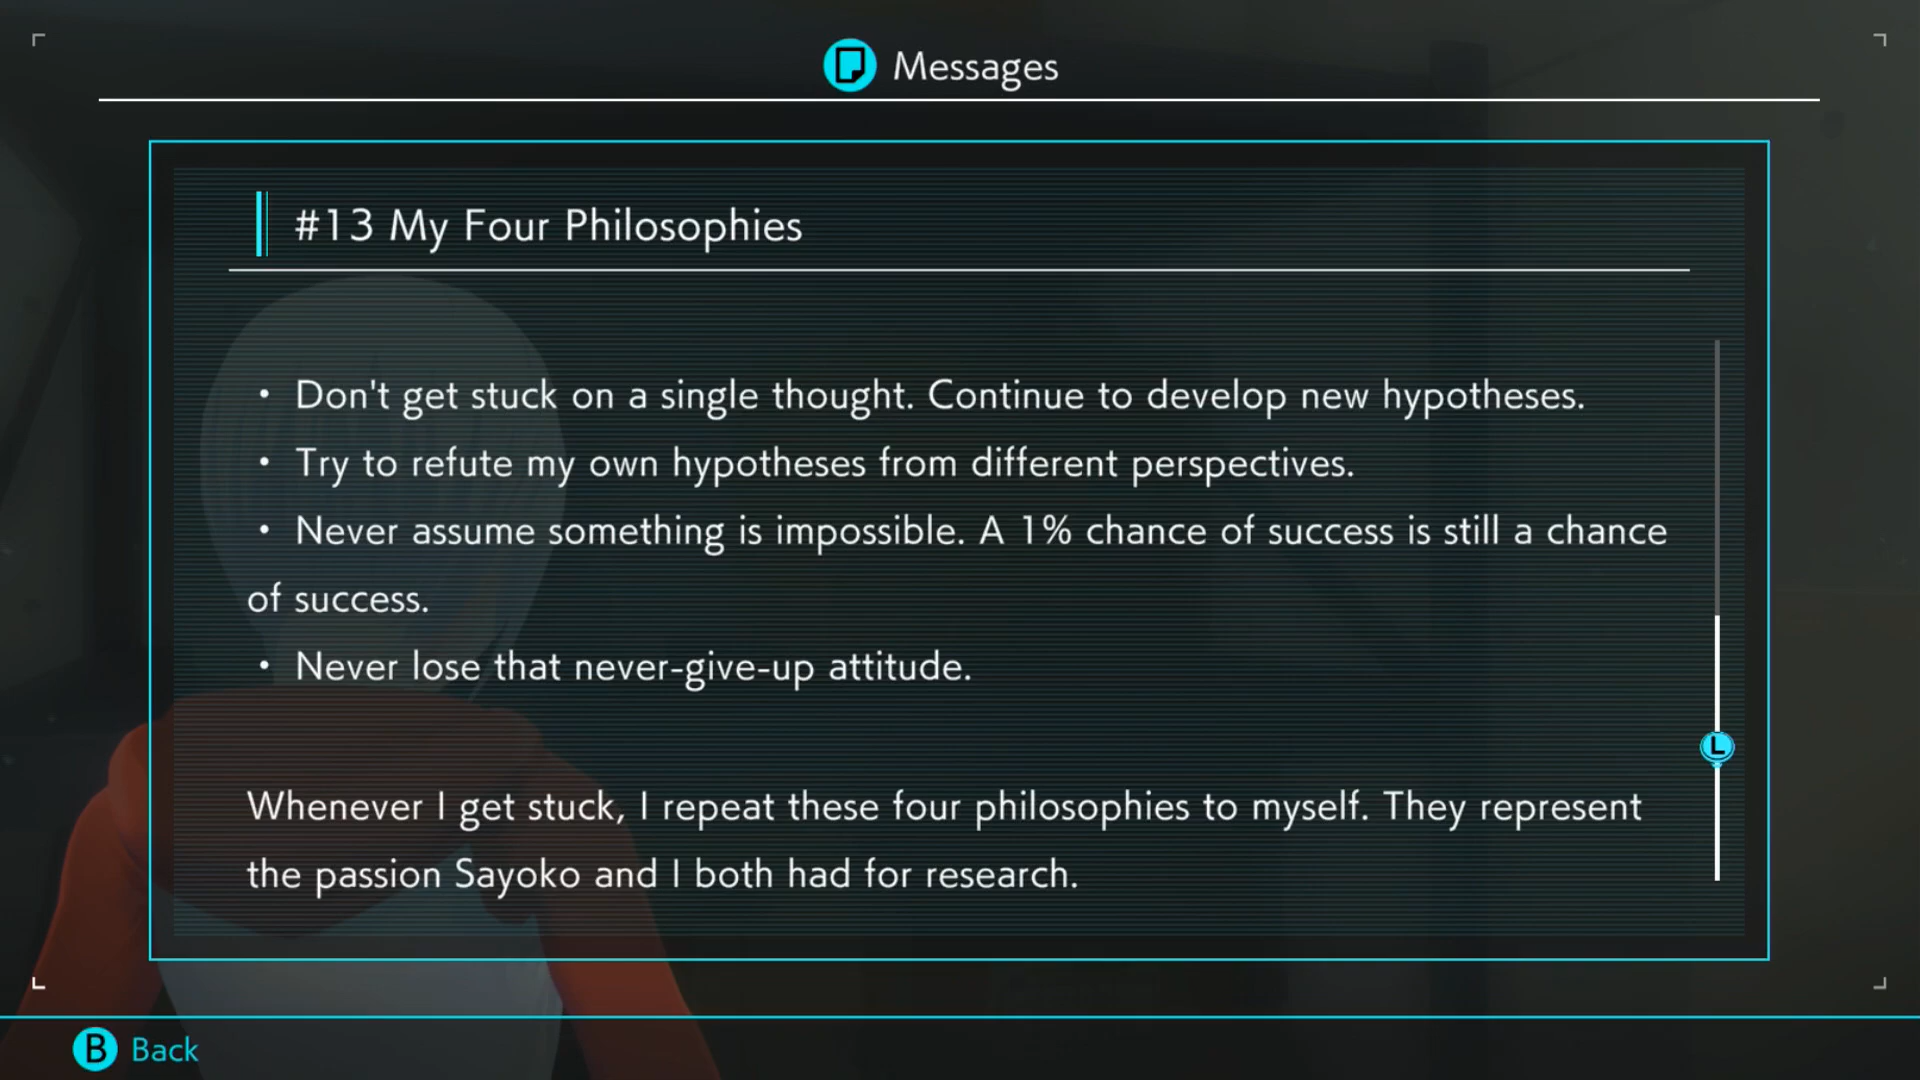 Messages
#13 My Four Philosophies
・ Don't get stuck on a single thought. Continue to develop new hypotheses.
・ Try to refute my own hypotheses from different perspectives.
・ Never assume something is impossible. A 1% chance of success is still a chance
of success.
・ Never lose that never-give-up attitude.
Whenever I get stuck, I repeat these four philosophies to myself. They represent
the passion Sayoko and I both had for research.
L
B Back